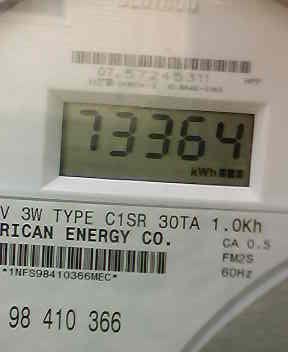 73364
kWh
V 3W TYPE C1SR 30TA 1.0Kh
RICAN ENERGY CO.
CA 0.5
FM2S
60Hz
*1NFS98410366MEC*
98 410 366